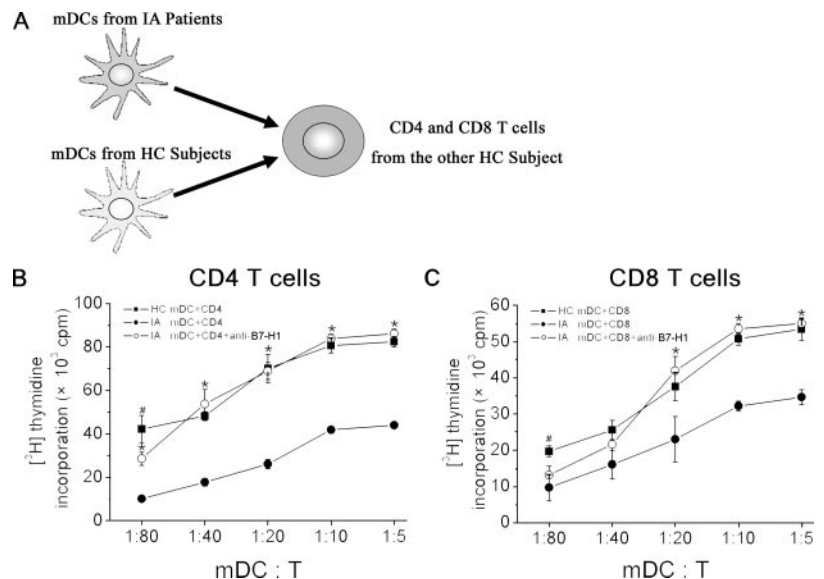 A
mDCs from IA Patients
mDCs from HC Subjects
CD4 and CD8 T cells
from the other HC Subject
B
CD4 T cells
HC mDC+CD4
IA mDC+CD4
IA mDC+CD4+anti-B7-H1
[³H] thymidine
incorporation (× 10³ cpm)
100
80
60
40
20
0
#
*
*
*
*
*
1:80
1:40
1:20
1:10
1:5
C
CD8 T cells
HC mDC+CD8
IA mDC+CD8
IA mDC+CD8+anti-B7-H1
[³H] thymidine
incorporation (× 10³ cpm)
60
50
40
30
20
10
0
#
*
*
*
1:80
1:40
1:20
1:10
1:5
mDC : T
mDC : T